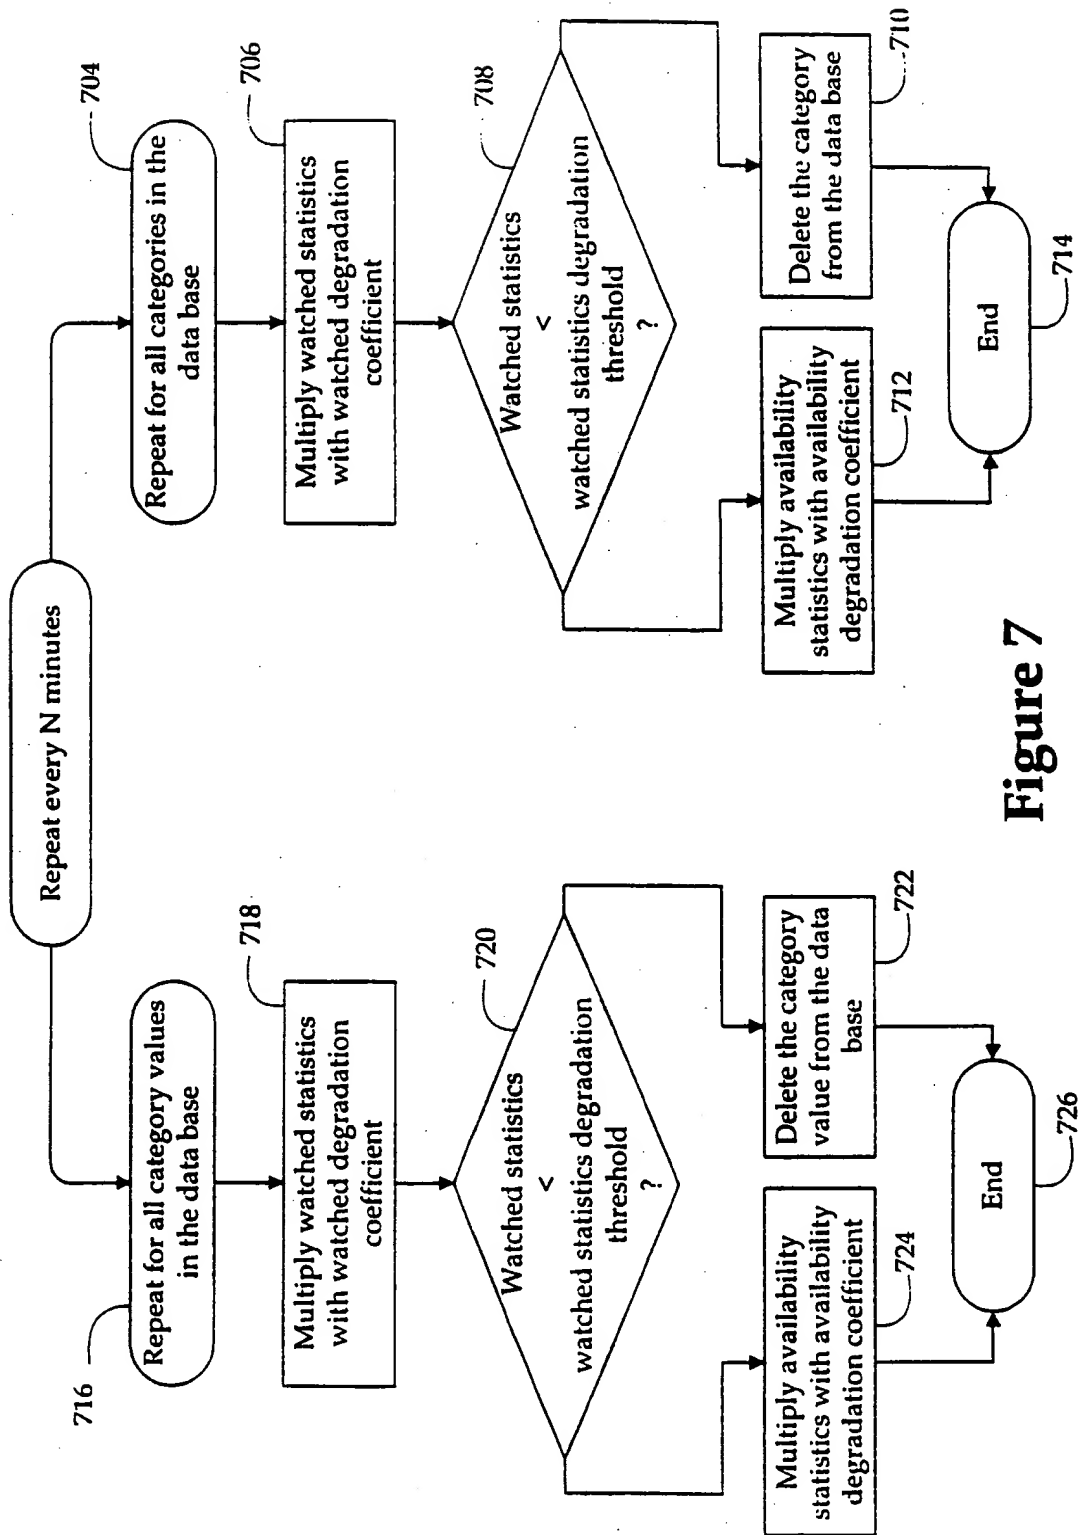 Repeat every N minutes
716
Repeat for all category values
in the data base
718
Multiply watched statistics
with watched degradation
coefficient
720
Watched statistics
<
watched statistics degradation
threshold
?
Multiply availability
statistics with availability
degradation coefficient
724
Delete the category
value from the data
base
722
End
726
704
Repeat for all categories in the
data base
706
Multiply watched statistics
with watched degradation
coefficient
708
Watched statistics
<
watched statistics degradation
threshold
?
Multiply availability
statistics with availability
degradation coefficient
712
Delete the category
from the data base
710
End
714
Figure 7